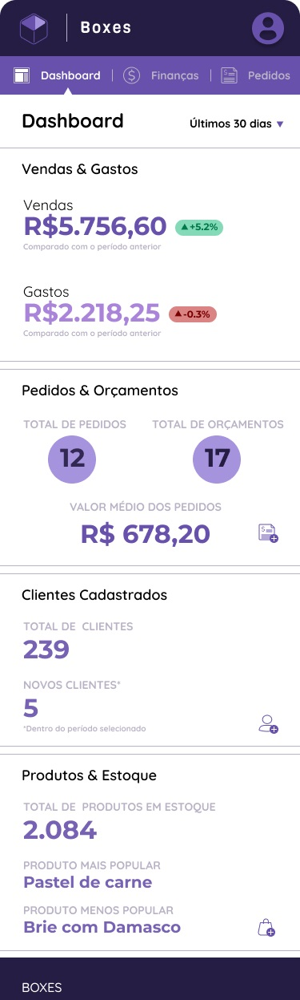 Boxes
Dashboard
Finanças
Pedidos
Dashboard
Últimos 30 dias ▼
Vendas & Gastos
Vendas
R$5.756,60 ▲+5.2%
Comparado com o período anterior
Gastos
R$2.218,25 ▲-0.3%
Comparado com o período anterior
Pedidos & Orçamentos
TOTAL DE PEDIDOS
TOTAL DE ORÇAMENTOS
12
17
VALOR MÉDIO DOS PEDIDOS
R$ 678,20
Clientes Cadastrados
TOTAL DE CLIENTES
239
NOVOS CLIENTES*
5
*Dentro do período selecionado
Produtos & Estoque
TOTAL DE PRODUTOS EM ESTOQUE
2.084
PRODUTO MAIS POPULAR
Pastel de carne
PRODUTO MENOS POPULAR
Brie com Damasco
BOXES